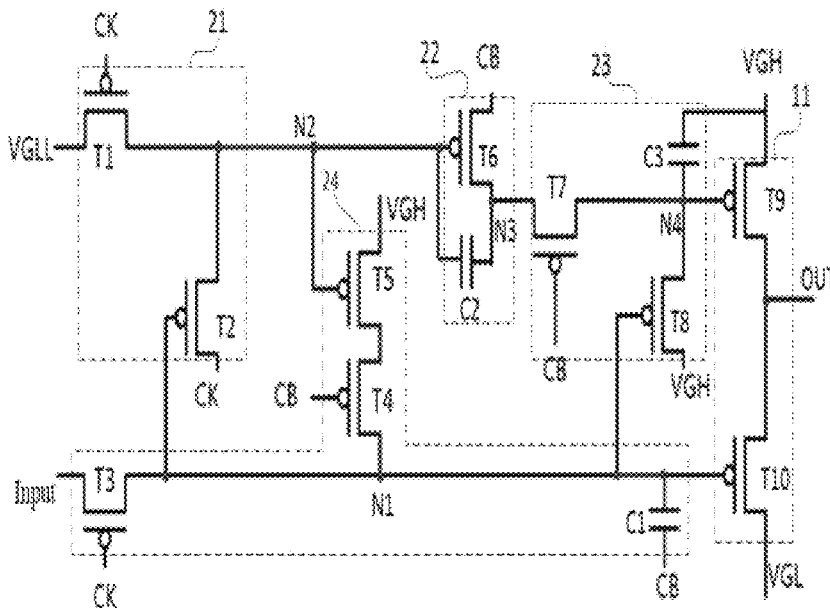 CK
21
22
CB
23
VGH
11
VGLL
T1
N2
T6
C3
T9
24
VGH
T7
N3
N4
T5
C2
OUT
T2
T8
CK
CB
T4
CB
VGH
Input
T3
N1
C1
T10
CK
CB
VGL